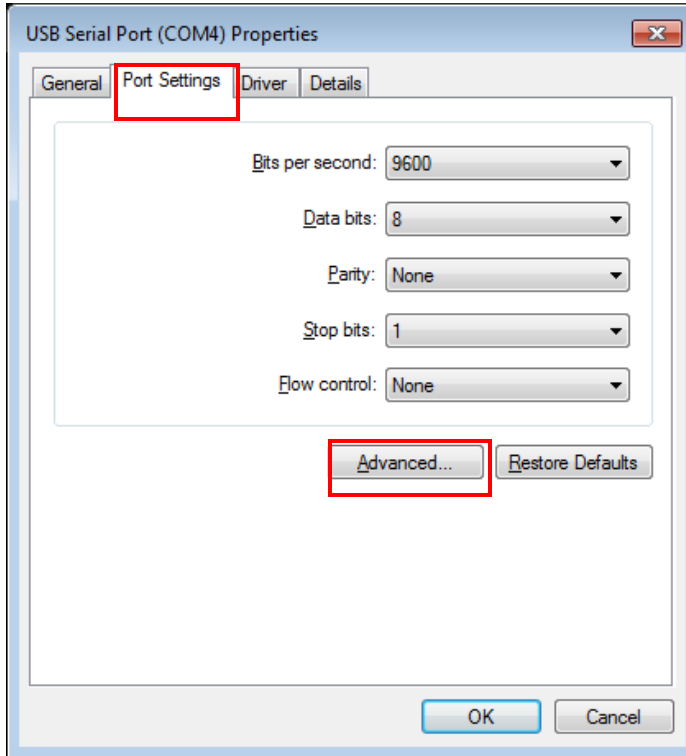 USB Serial Port (COM4) Properties
General Port Settings Driver Details
Bits per second: 9600
Data bits: 8
Parity: None
Stop bits: 1
Flow control: None
Advanced... Restore Defaults
OK Cancel